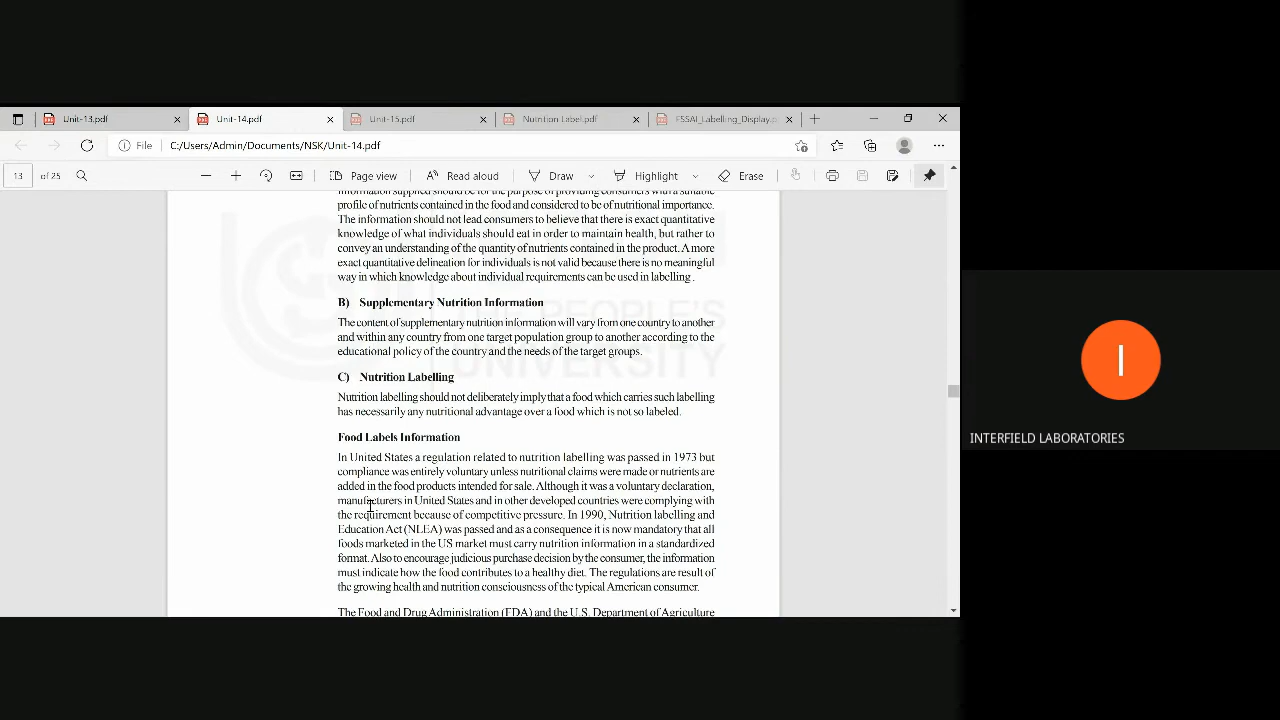 Unit-13.pdf
Unit-14.pdf
Unit-15.pdf
Nutrition Label.pdf
FSSAI_Labelling_Display.p
File
C:/Users/Admin/Documents/NSK/Unit-14.pdf
13
of 25
Page view
Read aloud
Draw
Highlight
Erase
information supplied should be for the purpose of providing consumers with a suitable
profile of nutrients contained in the food and considered to be of nutritional importance.
The information should not lead consumers to believe that there is exact quantitative
knowledge of what individuals should eat in order to maintain health, but rather to
convey an understanding of the quantity of nutrients contained in the product. A more
exact quantitative delineation for individuals is not valid because there is no meaningful
way in which knowledge about individual requirements can be used in labelling .
B) Supplementary Nutrition Information
The content of supplementary nutrition information will vary from one country to another
and within any country from one target population group to another according to the
educational policy of the country and the needs of the target groups.
C) Nutrition Labelling
Nutrition labelling should not deliberately imply that a food which carries such labelling
has necessarily any nutritional advantage over a food which is not so labeled.
Food Labels Information
In United States a regulation related to nutrition labelling was passed in 1973 but
compliance was entirely voluntary unless nutritional claims were made or nutrients are
added in the food products intended for sale. Although it was a voluntary declaration,
manufacturers in United States and in other developed countries were complying with
the requirement because of competitive pressure. In 1990, Nutrition labelling and
Education Act (NLEA) was passed and as a consequence it is now mandatory that all
foods marketed in the US market must carry nutrition information in a standardized
format. Also to encourage judicious purchase decision by the consumer, the information
must indicate how the food contributes to a healthy diet. The regulations are result of
the growing health and nutrition consciousness of the typical American consumer.
The Food and Drug Administration (FDA) and the U.S. Department of Agriculture
PEOPLE'S
UNIVERSITY
I
INTERFIELD LABORATORIES